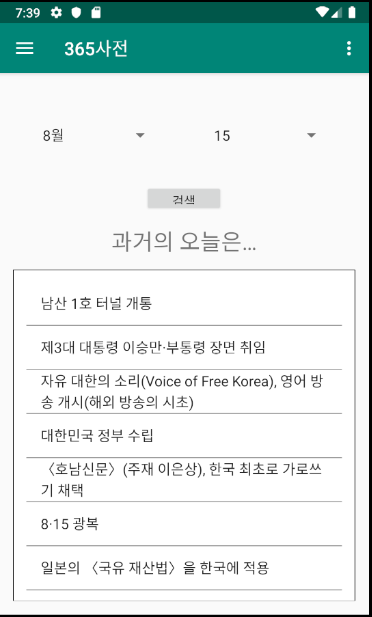 7:39
365사전
8월 15
검색
과거의 오늘은...
남산 1호 터널 개통
제3대 대통령 이승만·부통령 장면 취임
자유 대한의 소리(Voice of Free Korea), 영어 방
송 개시(해외 방송의 시초)
대한민국 정부 수립
〈호남신문〉(주재 이은상), 한국 최초로 가로쓰
기 채택
8·15 광복
일본의 〈국유 재산법〉을 한국에 적용